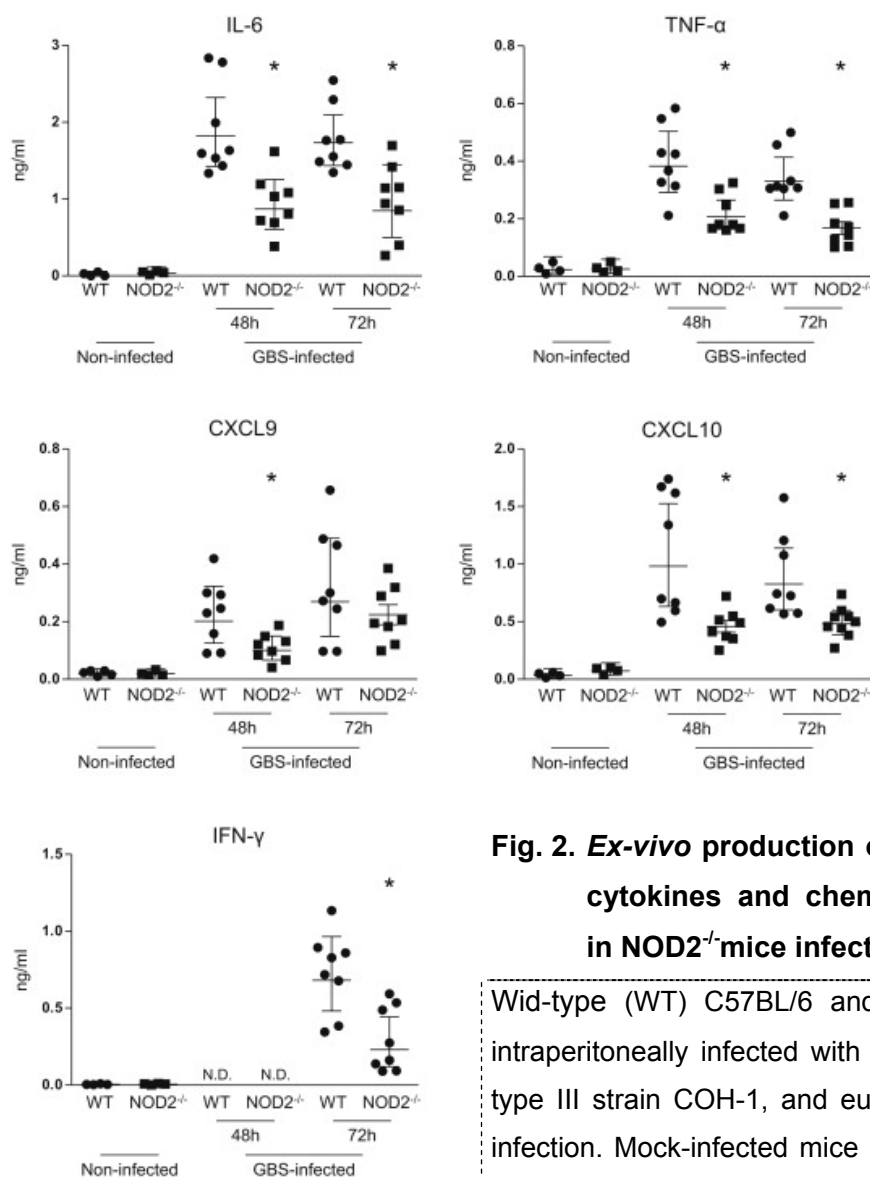 IL-6
3
2
1
0
ng/ml
*
*
WT NOD2-/- WT NOD2-/- WT NOD2-/-
48h 72h
Non-infected GBS-infected
TNF-α
0.8
0.6
0.4
0.2
0.0
ng/ml
*
*
WT NOD2-/- WT NOD2-/- WT NOD2-/-
48h 72h
Non-infected GBS-infected
CXCL9
0.8
0.6
0.4
0.2
0.0
ng/ml
*
WT NOD2-/- WT NOD2-/- WT NOD2-/-
48h 72h
Non-infected GBS-infected
CXCL10
2.0
1.5
1.0
0.5
0.0
ng/ml
*
*
WT NOD2-/- WT NOD2-/- WT NOD2-/-
48h 72h
Non-infected GBS-infected
IFN-γ
1.5
1.0
0.5
0.0
ng/ml
*
N.D. N.D.
WT NOD2-/- WT NOD2-/- WT NOD2-/-
48h 72h
Non-infected GBS-infected
Fig. 2. Ex-vivo production
cytokines and chem
in NOD2-/-mice infect
Wid-type (WT) C57BL/6 and
intraperitoneally infected with
type III strain COH-1, and eu
infection. Mock-infected mice